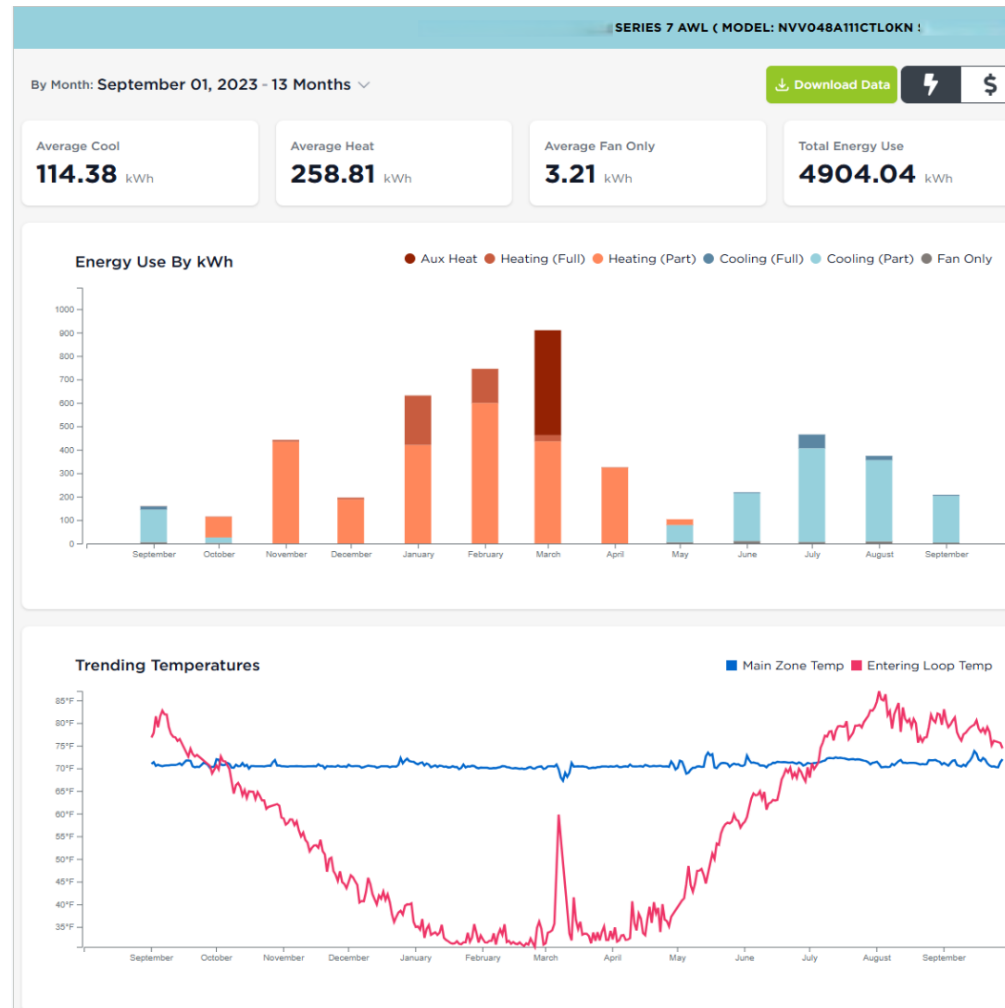 SERIES 7 AWL ( MODEL: NVV048A111CTL0KN
By Month: September 01, 2023 - 13 Months
Download Data
$
Average Cool
114.38 kWh
Average Heat
258.81 kWh
Average Fan Only
3.21 kWh
Total Energy Use
4904.04 kWh
Energy Use By kWh
Aux Heat Heating (Full) Heating (Part) Cooling (Full) Cooling (Part) Fan Only
1000
900
800
700
600
500
400
300
200
100
0
September October November December January February March April May June July August September
Trending Temperatures
Main Zone Temp Entering Loop Temp
85°F
80°F
75°F
70°F
65°F
60°F
55°F
50°F
45°F
40°F
35°F
September October November December January February March April May June July August September